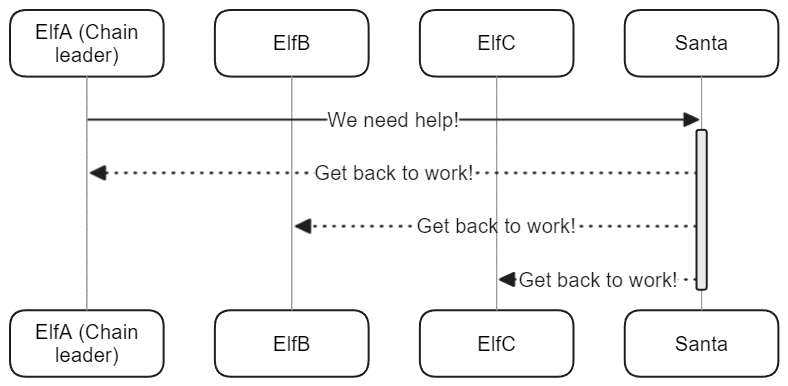 ElfA (Chain
leader)
ElfB
ElfC
Santa
We need help!
Get back to work!
Get back to work!
Get back to work!
ElfA (Chain
leader)
ElfB
ElfC
Santa